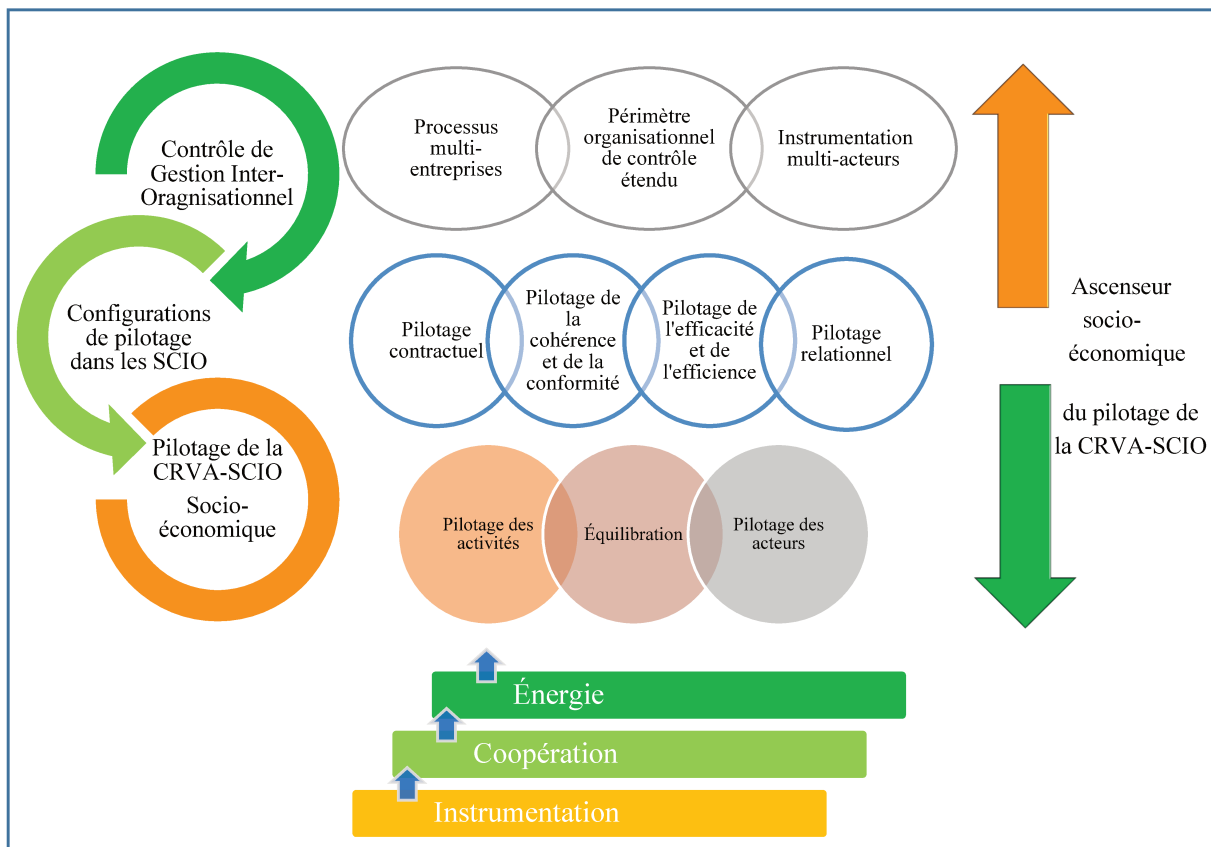 Contrôle de
Gestion Inter-
Oragnisationnel
Processus
multi-
entreprises
Périmètre
organisationnel
de contrôle
étendu
Instrumentation
multi-acteurs
Configurations
de pilotage
dans les SCIO
Pilotage
contractuel
Pilotage de
la
cohérence
et de la
conformité
Pilotage de
l'efficacité
et de
l'efficience
Pilotage
relationnel
Ascenseur
socio-
économique
du pilotage de
la CRVA-SCIO
Pilotage de la
CRVA-SCIO
Socio-
économique
Pilotage des
activités
Équilibration
Pilotage des
acteurs
Énergie
Coopération
Instrumentation